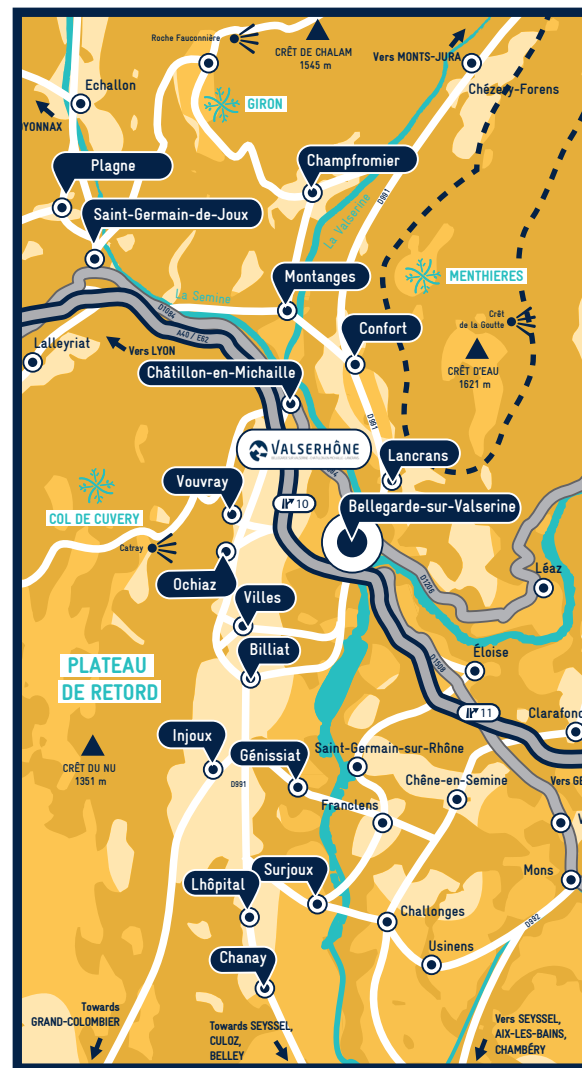 Roche Fauconnière
CRÊT DE CHALAM
1545 m
Vers MONTS-JURA
Echallon
Chézery-Forens
GIRON
Plagne
Champfromier
D991
La Valserine
Saint-Germain-de-Joux
MENTHIERES
La Semine
Montanges
D1084
A40 / E62
Crêt
de la Goutte
Confort
Vers LYON
Lalleyriat
CRÊT D'EAU
1621 m
Châtillon-en-Michaille
D991
VALSERHÔNE
Lancrans
Vouvray
10
COL DE CUVERY
Bellegarde-sur-Valserine
Catray
Ochiaz
D1206
Léaz
Villes
Billiat
Éloise
D1508
PLATEAU
DE RETORD
11
Injoux
Génissiat
Saint-Germain-sur-Rhône
CRÊT DU NU
1351 m
D991
Chêne-en-Semine
Franclens
Surjoux
Mons
Lhôpital
Challonges
D992
Usinens
Chanay
Towards
GRAND-COLOMBIER
Towards SEYSSEL,
CULOZ,
BELLEY
Vers SEYSSEL,
AIX-LES-BAINS,
CHAMBÉRY